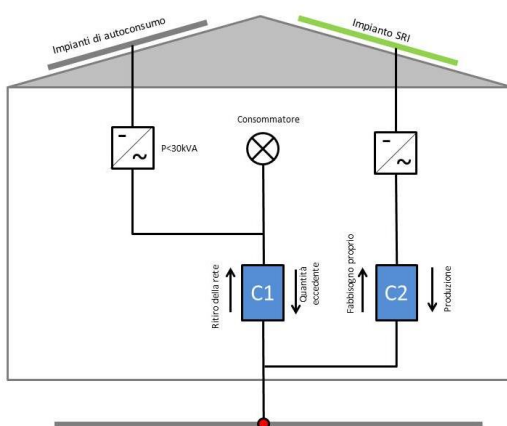 Impianti di autoconsumo
Impianto SRI
Consommatore
P<30kVA
Ritiro della rete
C1
Quantità
eccedente
Fabbisogno proprio
C2
Produzione